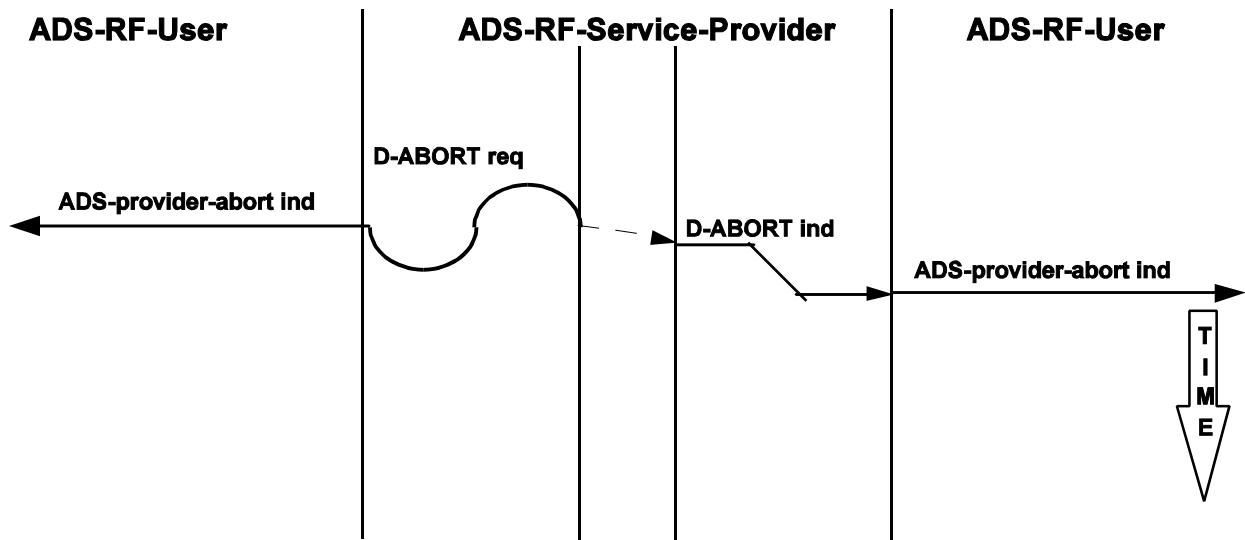 ADS-RF-User
ADS-RF-Service-Provider
ADS-RF-User
D-ABORT req
ADS-provider-abort ind
D-ABORT ind
ADS-provider-abort ind
TIME